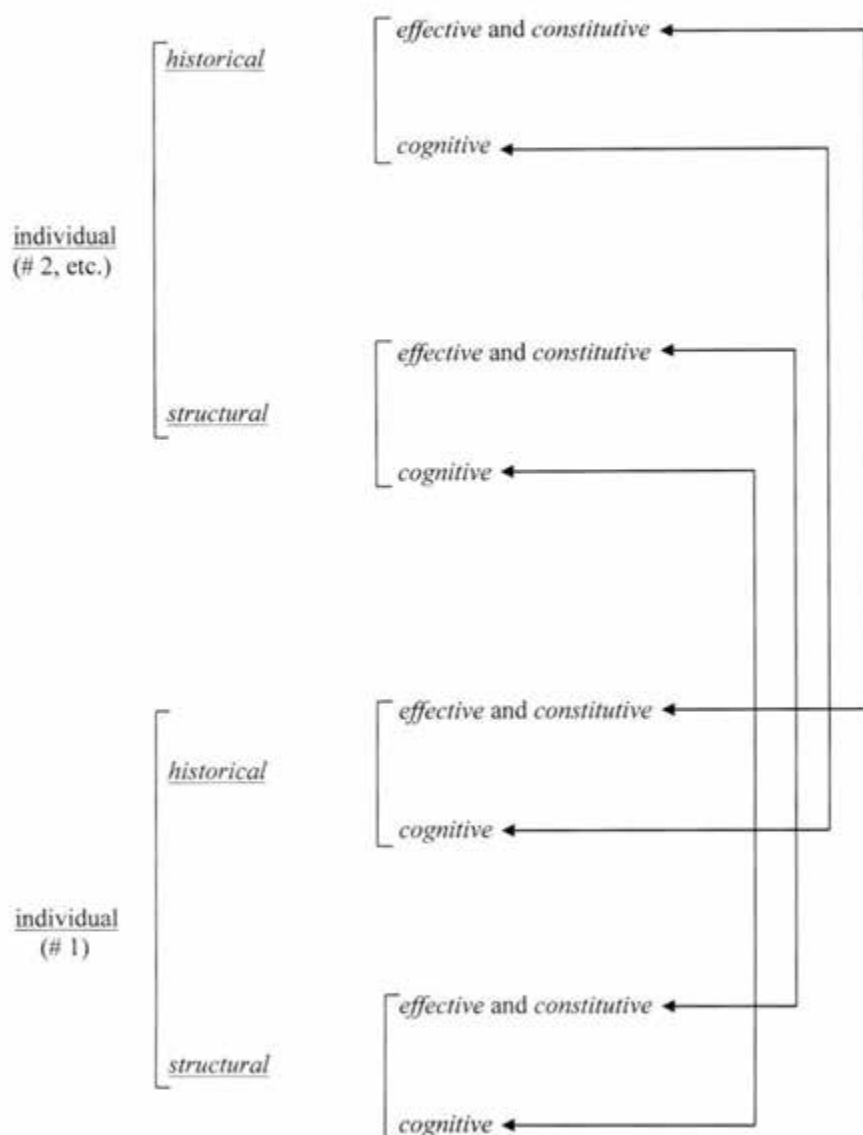 effective and constitutive
historical
cognitive
individual
(# 2, etc.)
effective and constitutive
structural
cognitive
effective and constitutive
historical
cognitive
individual
(# 1)
effective and constitutive
structural
cognitive